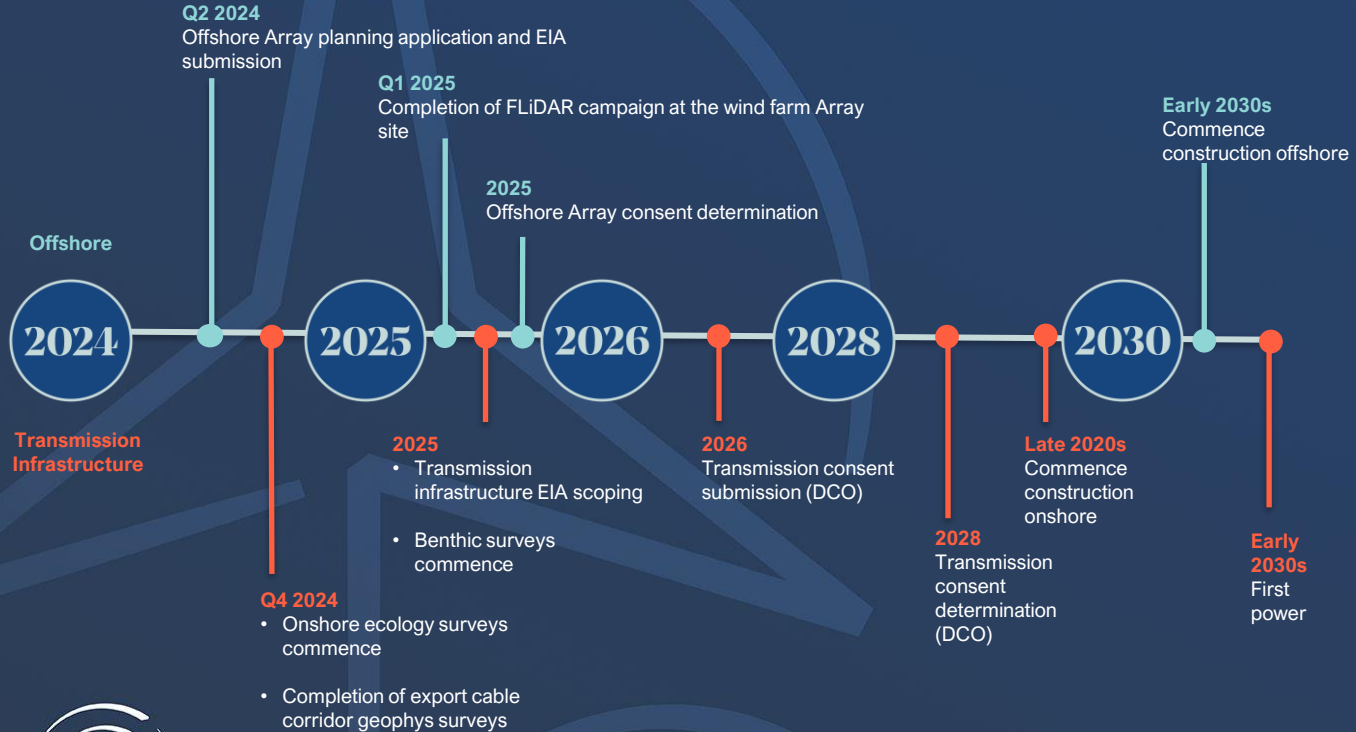 Q2 2024
Offshore Array planning application and EIA
submission
Q1 2025
Completion of FLiDAR campaign at the wind farm Array
site
2025
Offshore Array consent determination
Early 2030s
Commence
construction offshore
Offshore
2024
2025
2026
2028
2030
Transmission
Infrastructure
Q4 2024
• Onshore ecology surveys
commence
• Completion of export cable
corridor geophys surveys
2025
• Transmission
infrastructure EIA scoping
• Benthic surveys
commence
2026
Transmission consent
submission (DCO)
2028
Transmission
consent
determination
(DCO)
Late 2020s
Commence
construction
onshore
Early
2030s
First
power